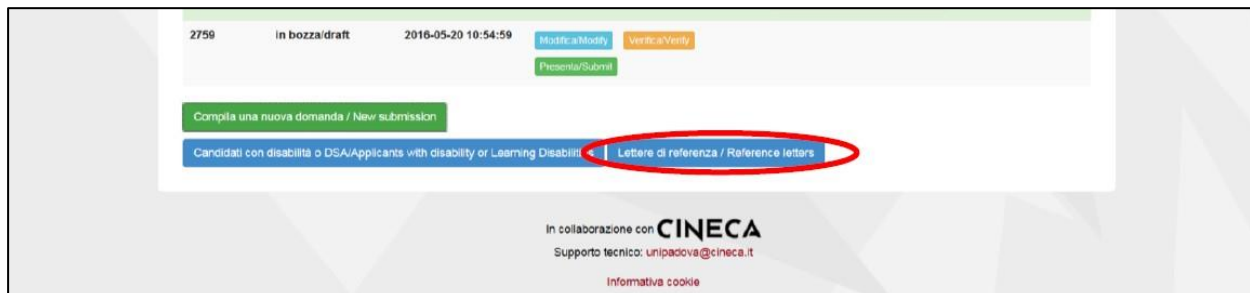 2759 in bozza/draft 2016-05-20 10:54:59 Modifica/Modify Verifica/Verify
Presenta/Submit
Compila una nuova domanda / New submission
Candidati con disabilità o DSA/Applicants with disability or Learning Disabilities Lettere di referenza / Reference letters
In collaborazione con CINECA
Supporto tecnico: unipadova@cineca.it
Informativa cookie